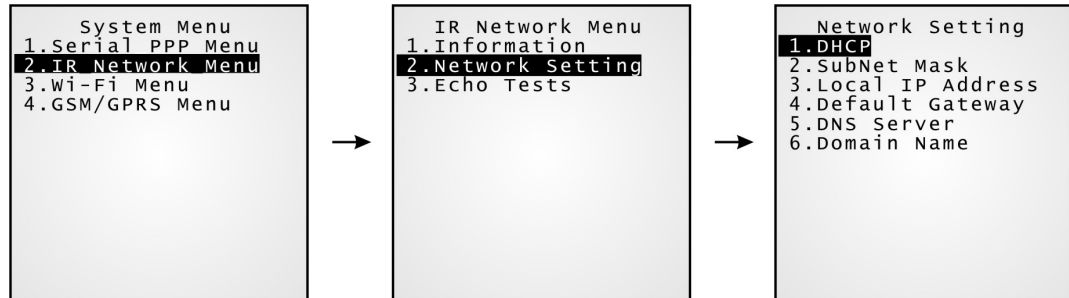 System Menu
1.Serial PPP Menu
2.IR Network Menu
3.Wi-Fi Menu
4.GSM/GPRS Menu
IR Network Menu
1.Information
2.Network Setting
3.Echo Tests
Network Setting
1.DHCP
2.SubNet Mask
3.Local IP Address
4.Default Gateway
5.DNS Server
6.Domain Name